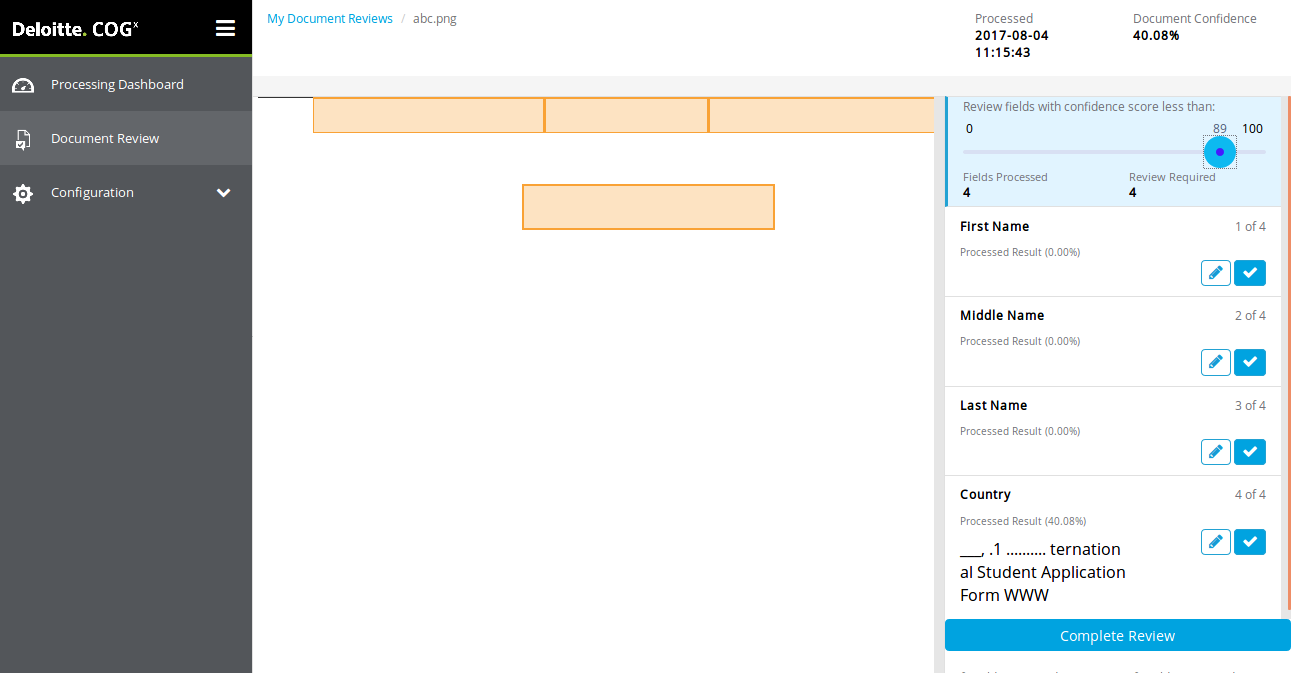 Deloitte. COGx
My Document Reviews / abc.png
Processed
2017-08-04
11:15:43
Document Confidence
40.08%
Processing Dashboard
Document Review
Configuration
Review fields with confidence score less than:
0 89 100
Fields Processed
4
Review Required
4
First Name 1 of 4
Processed Result (0.00%)
Middle Name 2 of 4
Processed Result (0.00%)
Last Name 3 of 4
Processed Result (0.00%)
Country 4 of 4
Processed Result (40.08%)
___, .1 .......... ternation
al Student Application
Form WWW
Complete Review